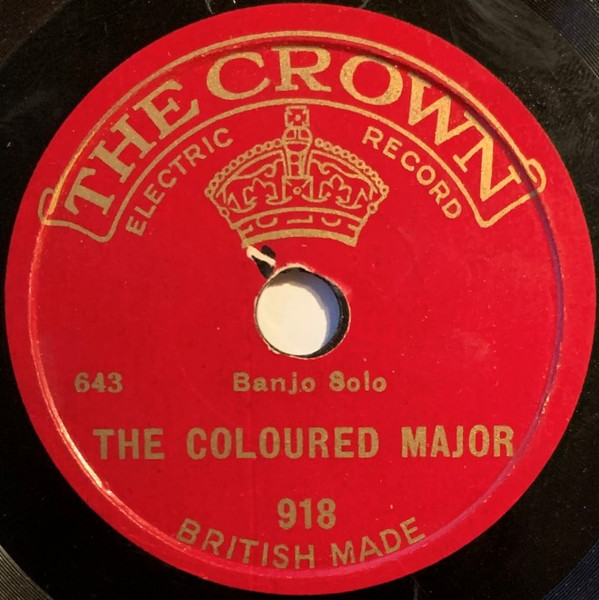 THE CROWN
ELECTRIC RECORD
643
Banjo Solo
THE COLOURED MAJOR
918
BRITISH MADE